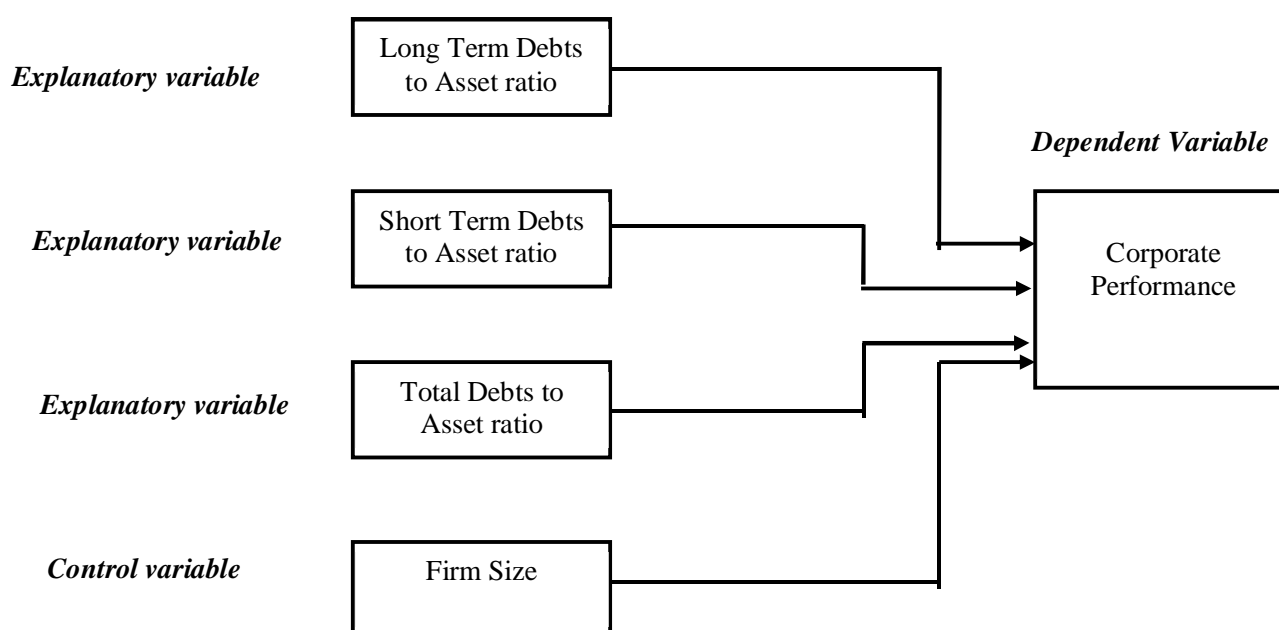 Explanatory variable
Long Term Debts
to Asset ratio
Dependent Variable
Explanatory variable
Short Term Debts
to Asset ratio
Corporate
Performance
Explanatory variable
Total Debts to
Asset ratio
Control variable
Firm Size